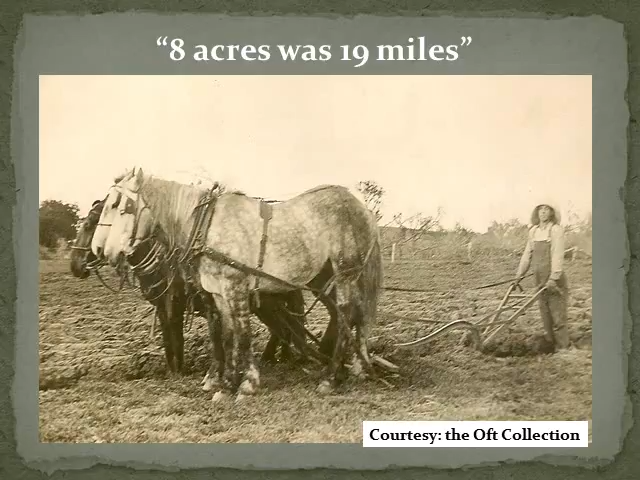 “8 acres was 19 miles”
Courtesy: the Oft Collection